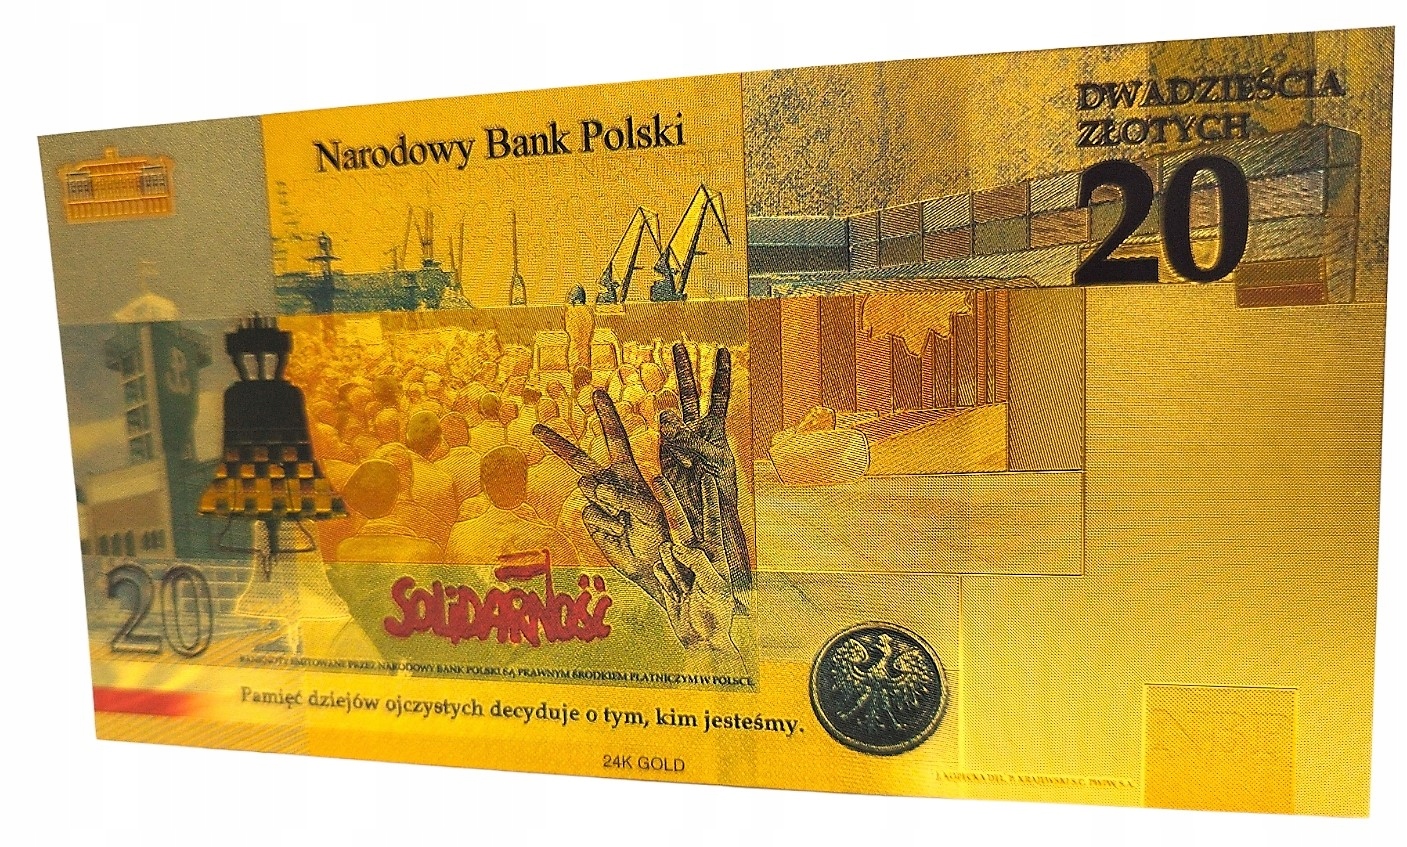 Narodowy Bank Polski
DWADZIEŚCIA
ZŁOTYCH
20
20
SOLIDARNOŚĆ
BANKNOTY EMITOWANE PRZEZ NARODOWY BANK POLSKI SĄ PRAWNYM ŚRODKIEM PŁATNICZYM W POLSCE.
Pamięć dziejów ojczystych decyduje o tym, kim jesteśmy.
24K GOLD